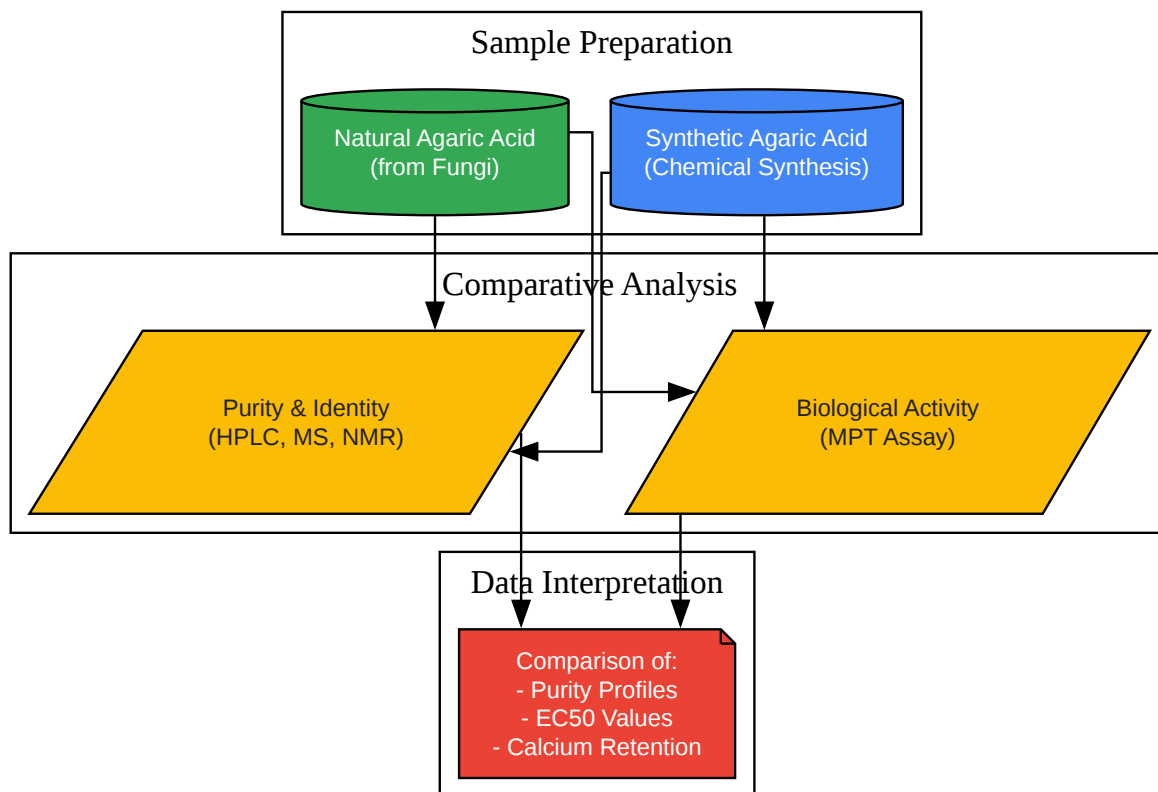 Sample Preparation
Natural Agaric Acid
(from Fungi)
Synthetic Agaric Acid
(Chemical Synthesis)
Comparative Analysis
Purity & Identity
(HPLC, MS, NMR)
Biological Activity
(MPT Assay)
Data Interpretation
Comparison of:
- Purity Profiles
- EC50 Values
- Calcium Retention